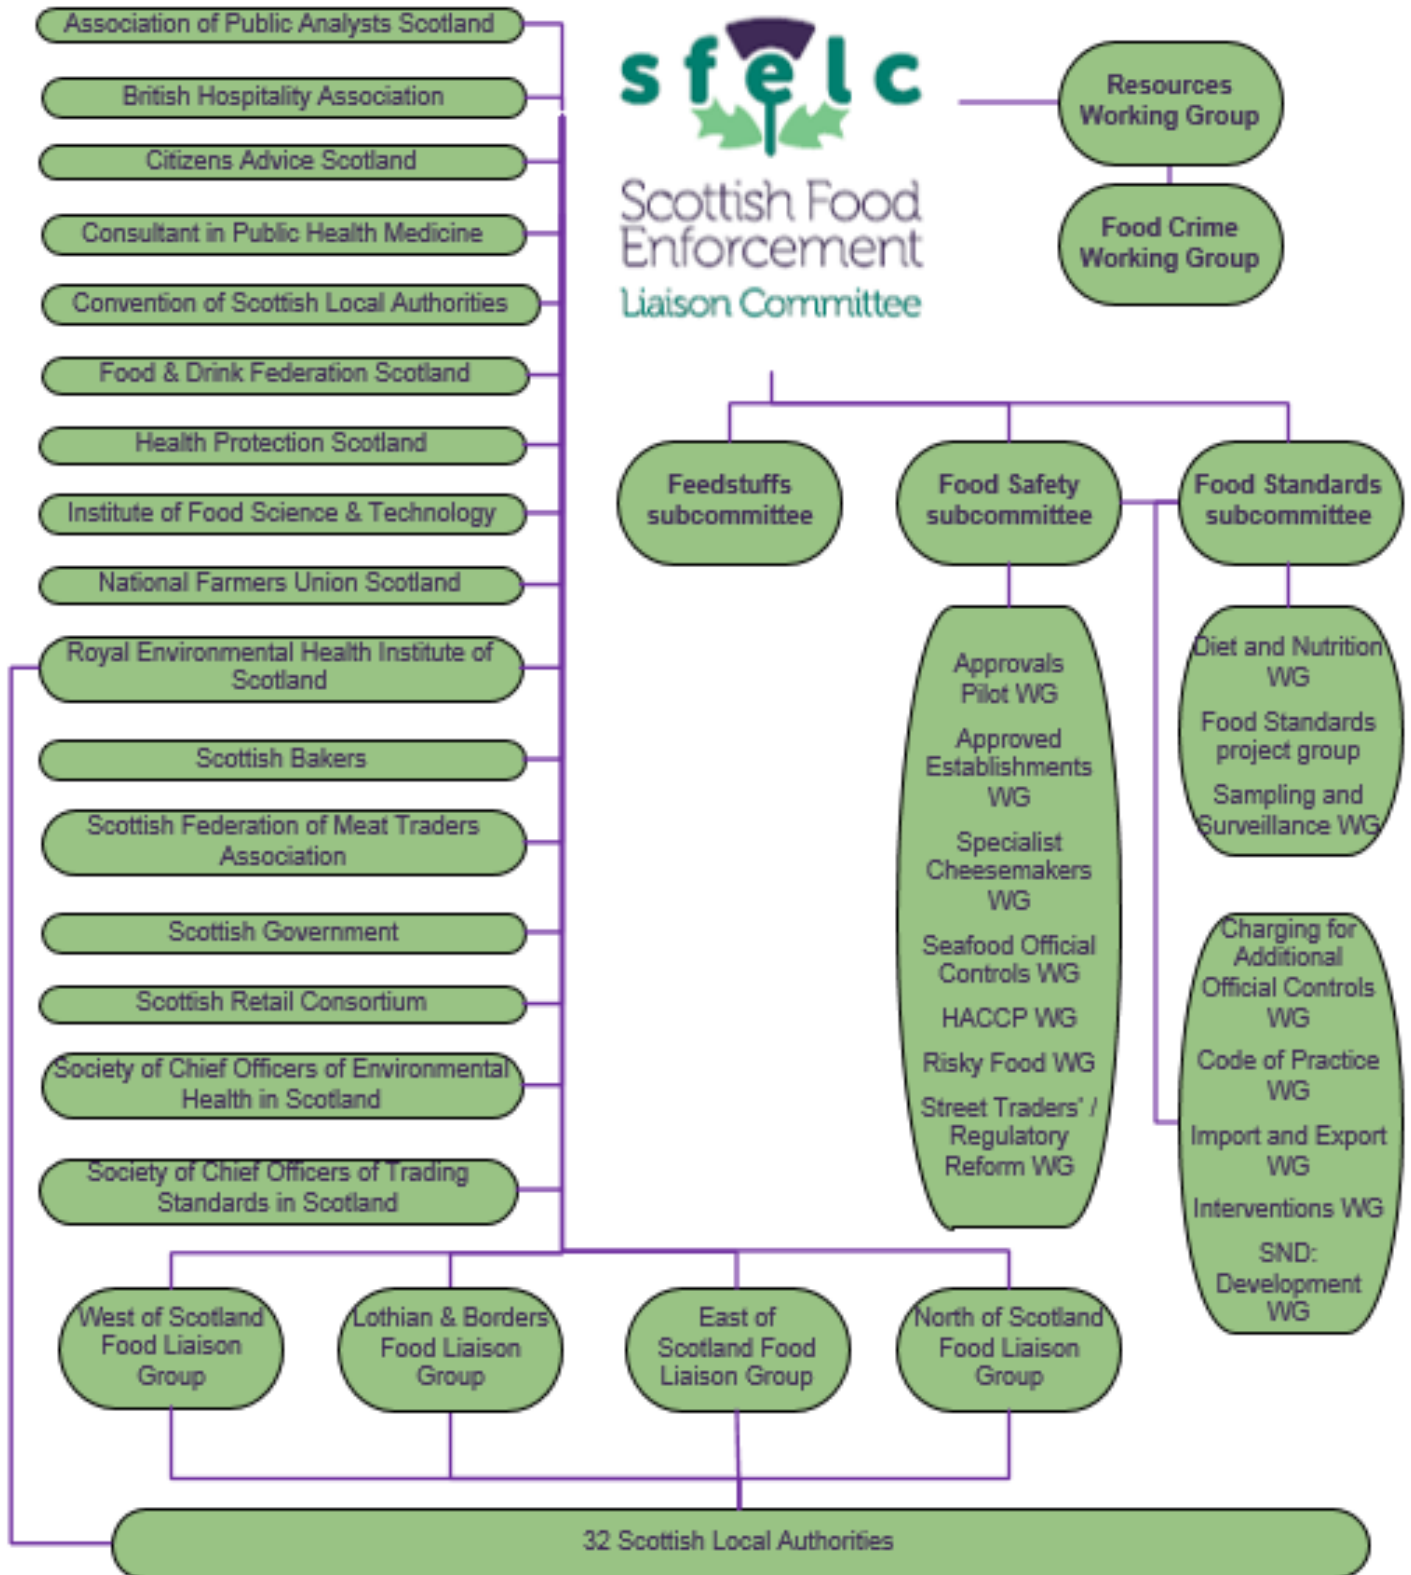 Association of Public Analysts Scotland
British Hospitality Association
Citizens Advice Scotland
Consultant in Public Health Medicine
Convention of Scottish Local Authorities
Food & Drink Federation Scotland
Health Protection Scotland
Institute of Food Science & Technology
National Farmers Union Scotland
Royal Environmental Health Institute of
Scotland
Scottish Bakers
Scottish Federation of Meat Traders
Association
Scottish Government
Scottish Retail Consortium
Society of Chief Officers of Environmental
Health in Scotland
Society of Chief Officers of Trading
Standards in Scotland
sfelc
Scottish Food
Enforcement
Liaison Committee
Resources
Working Group
Food Crime
Working Group
Feedstuffs
subcommittee
Food Safety
subcommittee
Food Standards
subcommittee
Approvals
Pilot WG
Approved
Establishments
WG
Specialist
Cheesemakers
WG
Seafood Official
Controls WG
HACCP WG
Risky Food WG
Street Traders' /
Regulatory
Reform WG
Diet and Nutrition
WG
Food Standards
project group
Sampling and
Surveillance WG
Charging for
Additional
Official Controls
WG
Code of Practice
WG
Import and Export
WG
Interventions WG
SND:
Development
WG
West of Scotland
Food Liaison
Group
Lothian & Borders
Food Liaison
Group
East of
Scotland Food
Liaison Group
North of Scotland
Food Liaison
Group
32 Scottish Local Authorities